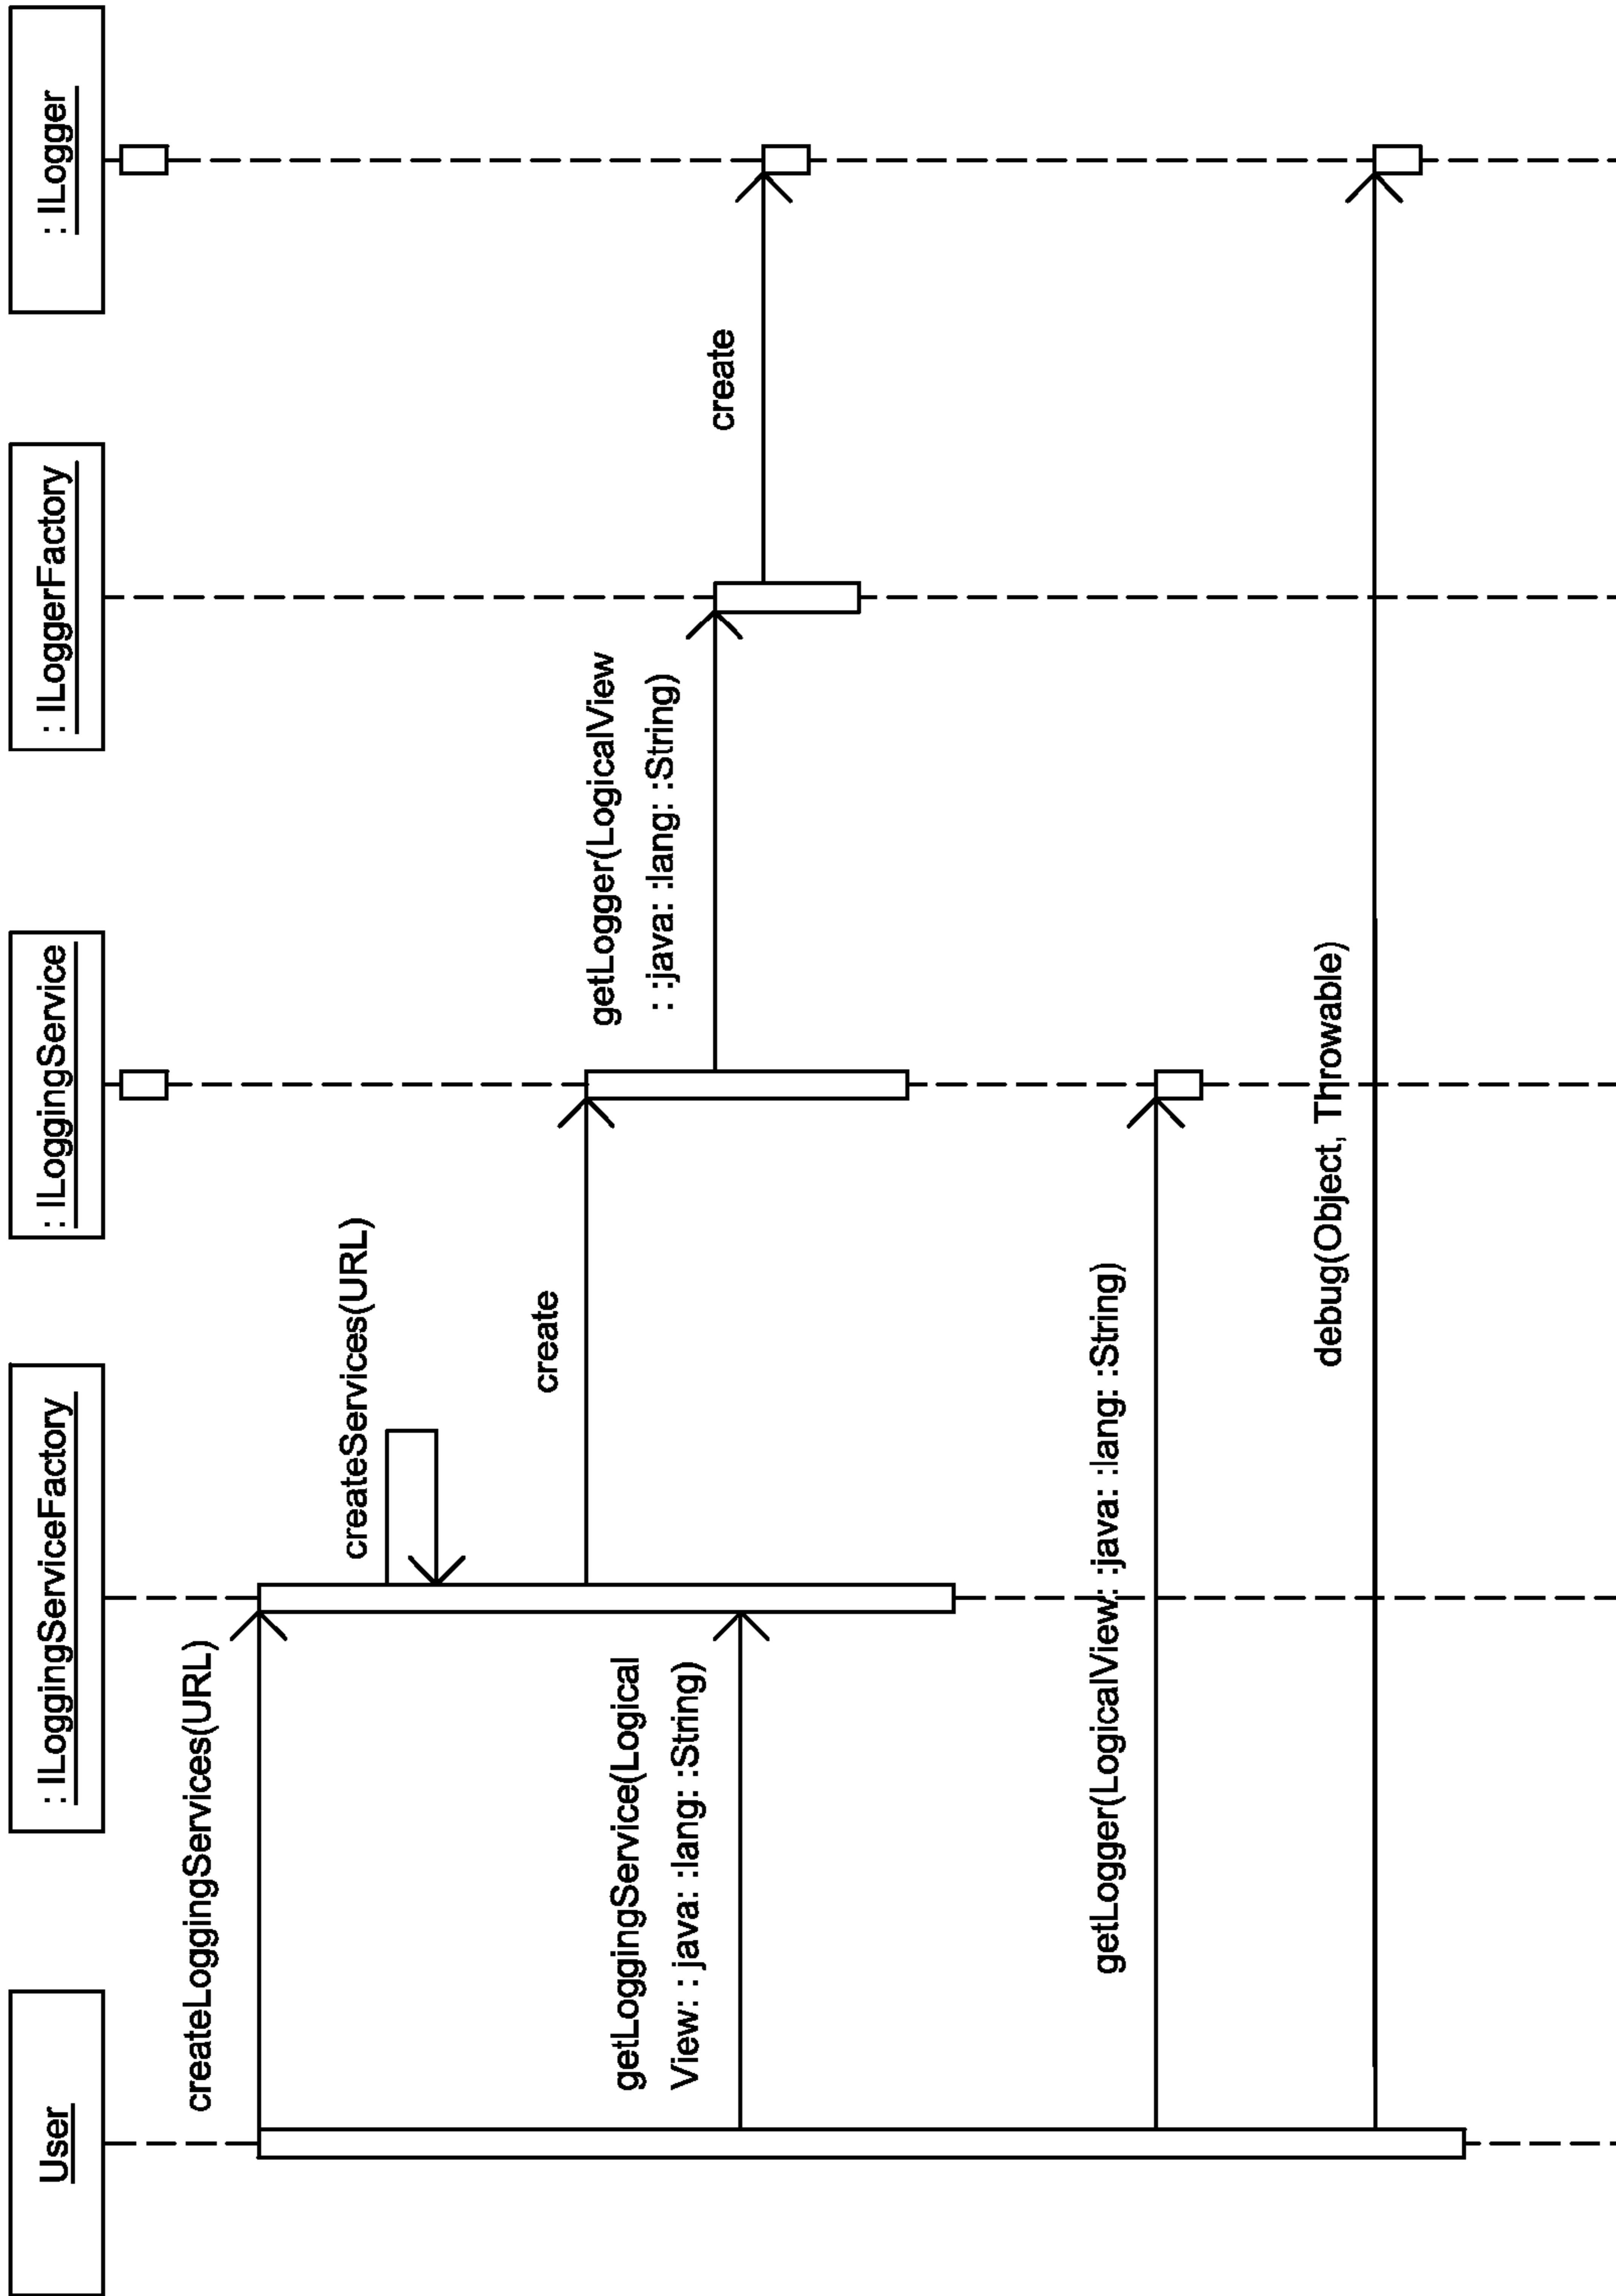 User
: ILoggingServiceFactory
: ILoggingService
: ILoggerFactory
: ILogger
createLoggingServices(URL)
createServices(URL)
create
getLogger(LogicalView
: :java: :lang: :String)
getLoggingService(Logical
View: : java: :lang: :String)
create
getLogger(LogicalView: :java: :lang: :String)
debug(Object, Throwable)